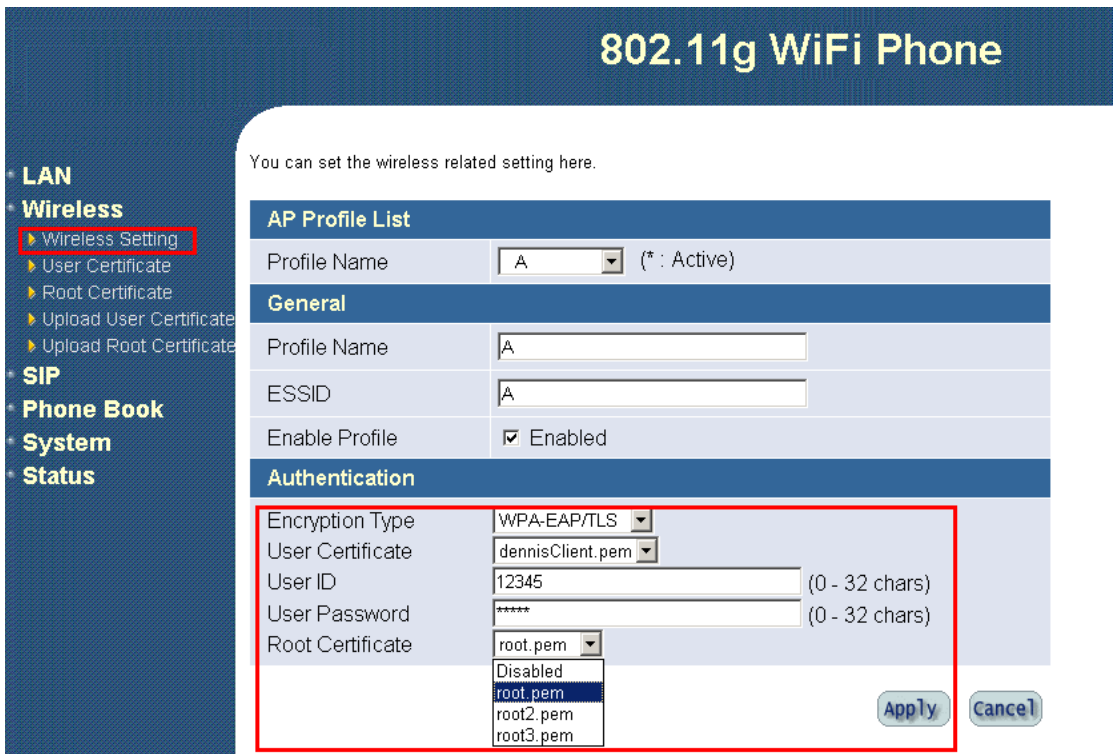 802.11g WiFi Phone
LAN
Wireless
Wireless Setting
User Certificate
Root Certificate
Upload User Certificate
Upload Root Certificate
SIP
Phone Book
System
Status
You can set the wireless related setting here.
AP Profile List
Profile Name A (* : Active)
General
Profile Name A
ESSID A
Enable Profile Enabled
Authentication
Encryption Type WPA-EAP/TLS
User Certificate dennisClient.pem
User ID 12345 (0 - 32 chars)
User Password ***** (0 - 32 chars)
Root Certificate root.pem
Disabled
root.pem
root2.pem
root3.pem
Apply Cancel